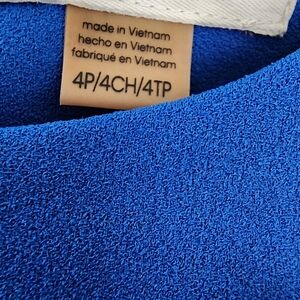 made in Vietnam
hecho en Vietnam
fabriqué en Vietnam
4P/4CH/4TP